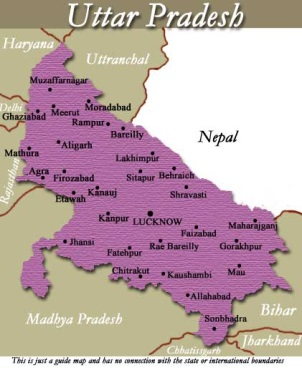 Uttar Pradesh
Haryana
Uttranchal
Muzaffarnagar
Delhi
Moradabad
Ghaziabad
Meerut
Rampur
Bareilly
Nepal
Mathura
Aligarh
Lakhimpur
Rajasthan
Agra
Firozabad
Sitapur
Behraich
Etawah
Kanauj
Shravasti
Kanpur
LUCKNOW
Maharajganj
Faizabad
Jhansi
Rae Bareilly
Gorakhpur
Fatehpur
Chitrakut
Kaushambi
Mau
Allahabad
Bihar
Madhya Pradesh
Sonbhadra
Jharkhand
Chhatisgarh
This is just a guide map and has no connection with the state or international boundaries